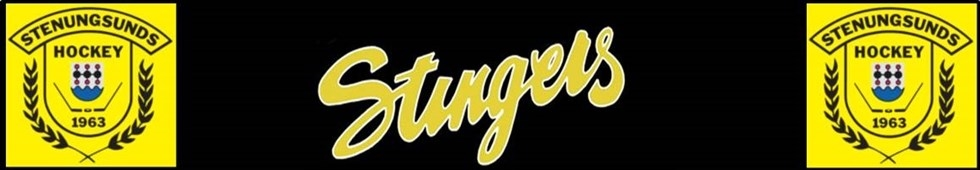 STENUNGSUNDS
HOCKEY
1963
Stingers
STENUNGSUNDS
HOCKEY
1963